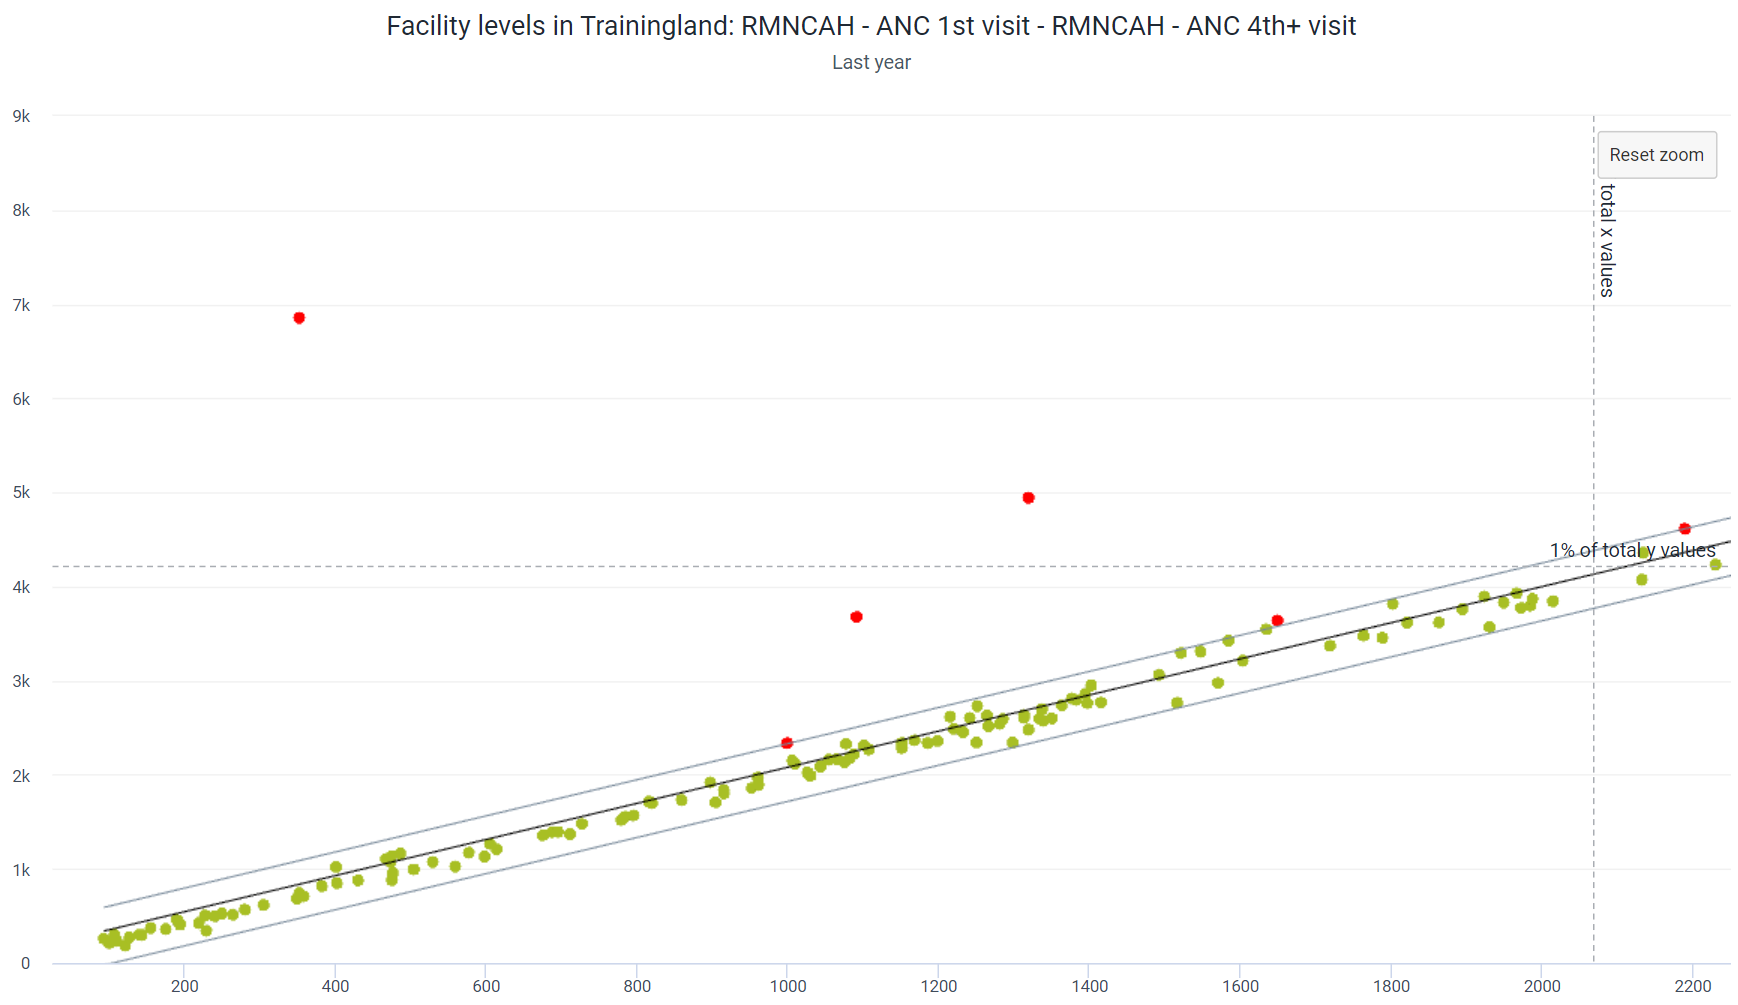 Facility levels in Trainingland: RMNCAH - ANC 1st visit - RMNCAH - ANC 4th+ visit
Last year
9k
Reset zoom
8k
total x values
7k
6k
5k
1% of total y values
4k
3k
2k
1k
0
200 400 600 800 1000 1200 1400 1600 1800 2000 2200